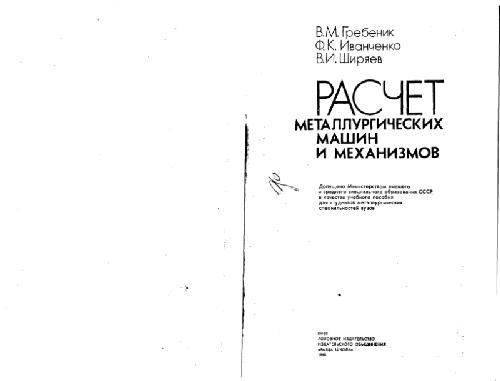 В.М. Гребеник
Ф.К. Иванченко
В.И. Ширяев
РАСЧЕТ
МЕТАЛЛУРГИЧЕСКИХ
МАШИН
И МЕХАНИЗМОВ
Допущено Министерством высшего
и среднего специального образования СССР
в качестве учебного пособия
для студентов металлургических
специальностей вузов
ГОЛОВНОЕ ИЗДАТЕЛЬСТВО
ИЗДАТЕЛЬСКОГО ОБЪЕДИНЕНИЯ